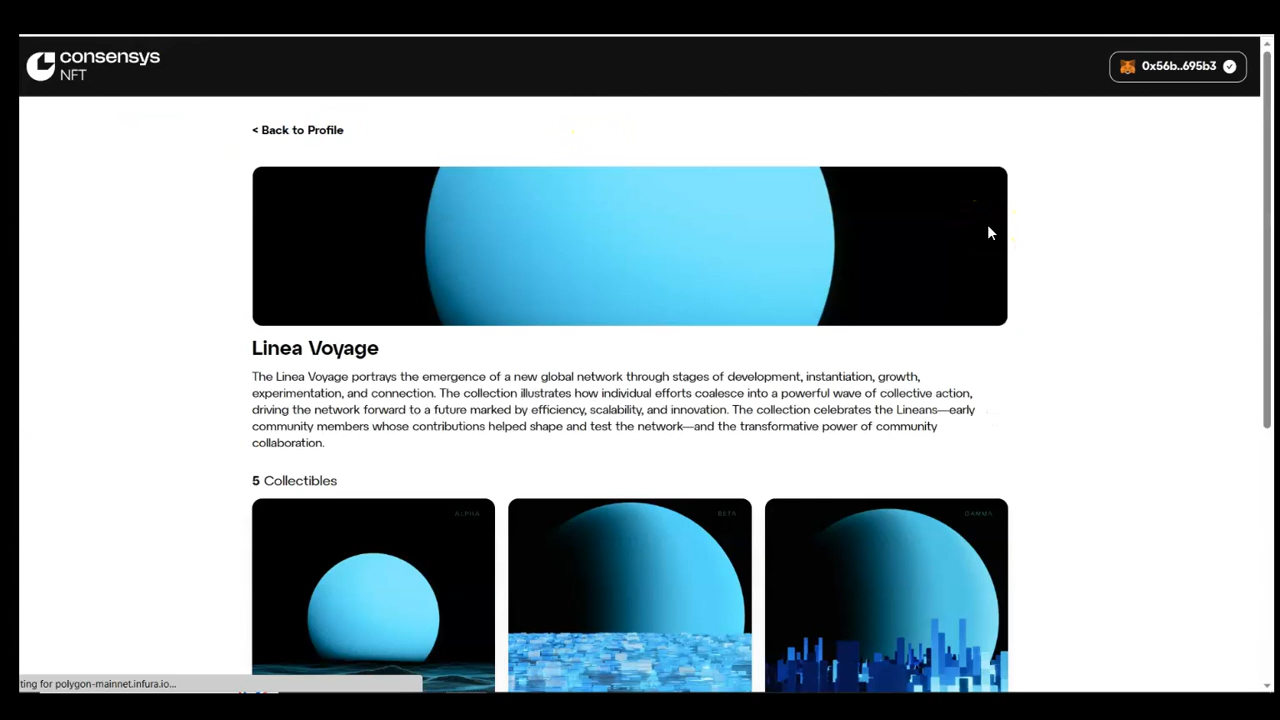 consensys
NFT
0x56b..695b3
< Back to Profile
Linea Voyage
The Linea Voyage portrays the emergence of a new global network through stages of development, instantiation, growth,
experimentation, and connection. The collection illustrates how individual efforts coalesce into a powerful wave of collective action,
driving the network forward to a future marked by efficiency, scalability, and innovation. The collection celebrates the Lineans—early
community members whose contributions helped shape and test the network—and the transformative power of community
collaboration.
5 Collectibles
ALPHA
BETA
GAMMA
ting for polygon-mainnet.infura.io...